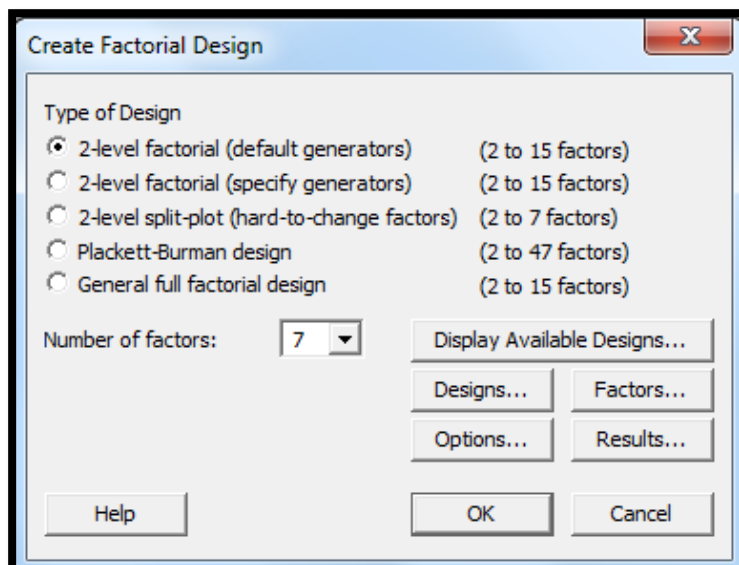 Create Factorial Design
X
Type of Design
2-level factorial (default generators) (2 to 15 factors)
2-level factorial (specify generators) (2 to 15 factors)
2-level split-plot (hard-to-change factors) (2 to 7 factors)
Plackett-Burman design (2 to 47 factors)
General full factorial design (2 to 15 factors)
Number of factors: 7 Display Available Designs...
Designs... Factors...
Options... Results...
Help OK Cancel